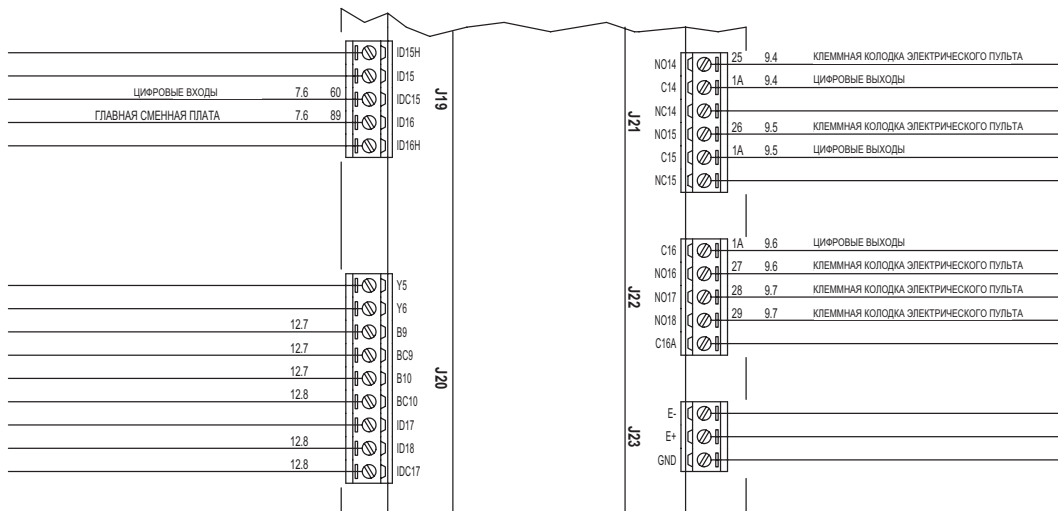 ID15H
ID15
ЦИФРОВЫЕ ВХОДЫ 7.6 60 IDC15
ГЛАВНАЯ СМЕННАЯ ПЛАТА 7.6 89 ID16
ID16H
J19
Y5
Y6
12.7 B9
12.7 BC9
12.7 B10
12.8 BC10
ID17
12.8 ID18
12.8 IDC17
J20
NO14 25 9.4 КЛЕММНАЯ КОЛОДКА ЭЛЕКТРИЧЕСКОГО ПУЛЬТА
C14 1A 9.4 ЦИФРОВЫЕ ВЫХОДЫ
NC14
NO15 26 9.5 КЛЕММНАЯ КОЛОДКА ЭЛЕКТРИЧЕСКОГО ПУЛЬТА
C15 1A 9.5 ЦИФРОВЫЕ ВЫХОДЫ
NC15
J21
C16 1A 9.6 ЦИФРОВЫЕ ВЫХОДЫ
NO16 27 9.6 КЛЕММНАЯ КОЛОДКА ЭЛЕКТРИЧЕСКОГО ПУЛЬТА
NO17 28 9.7 КЛЕММНАЯ КОЛОДКА ЭЛЕКТРИЧЕСКОГО ПУЛЬТА
NO18 29 9.7 КЛЕММНАЯ КОЛОДКА ЭЛЕКТРИЧЕСКОГО ПУЛЬТА
C16A
J22
E-
E+
GND
J23